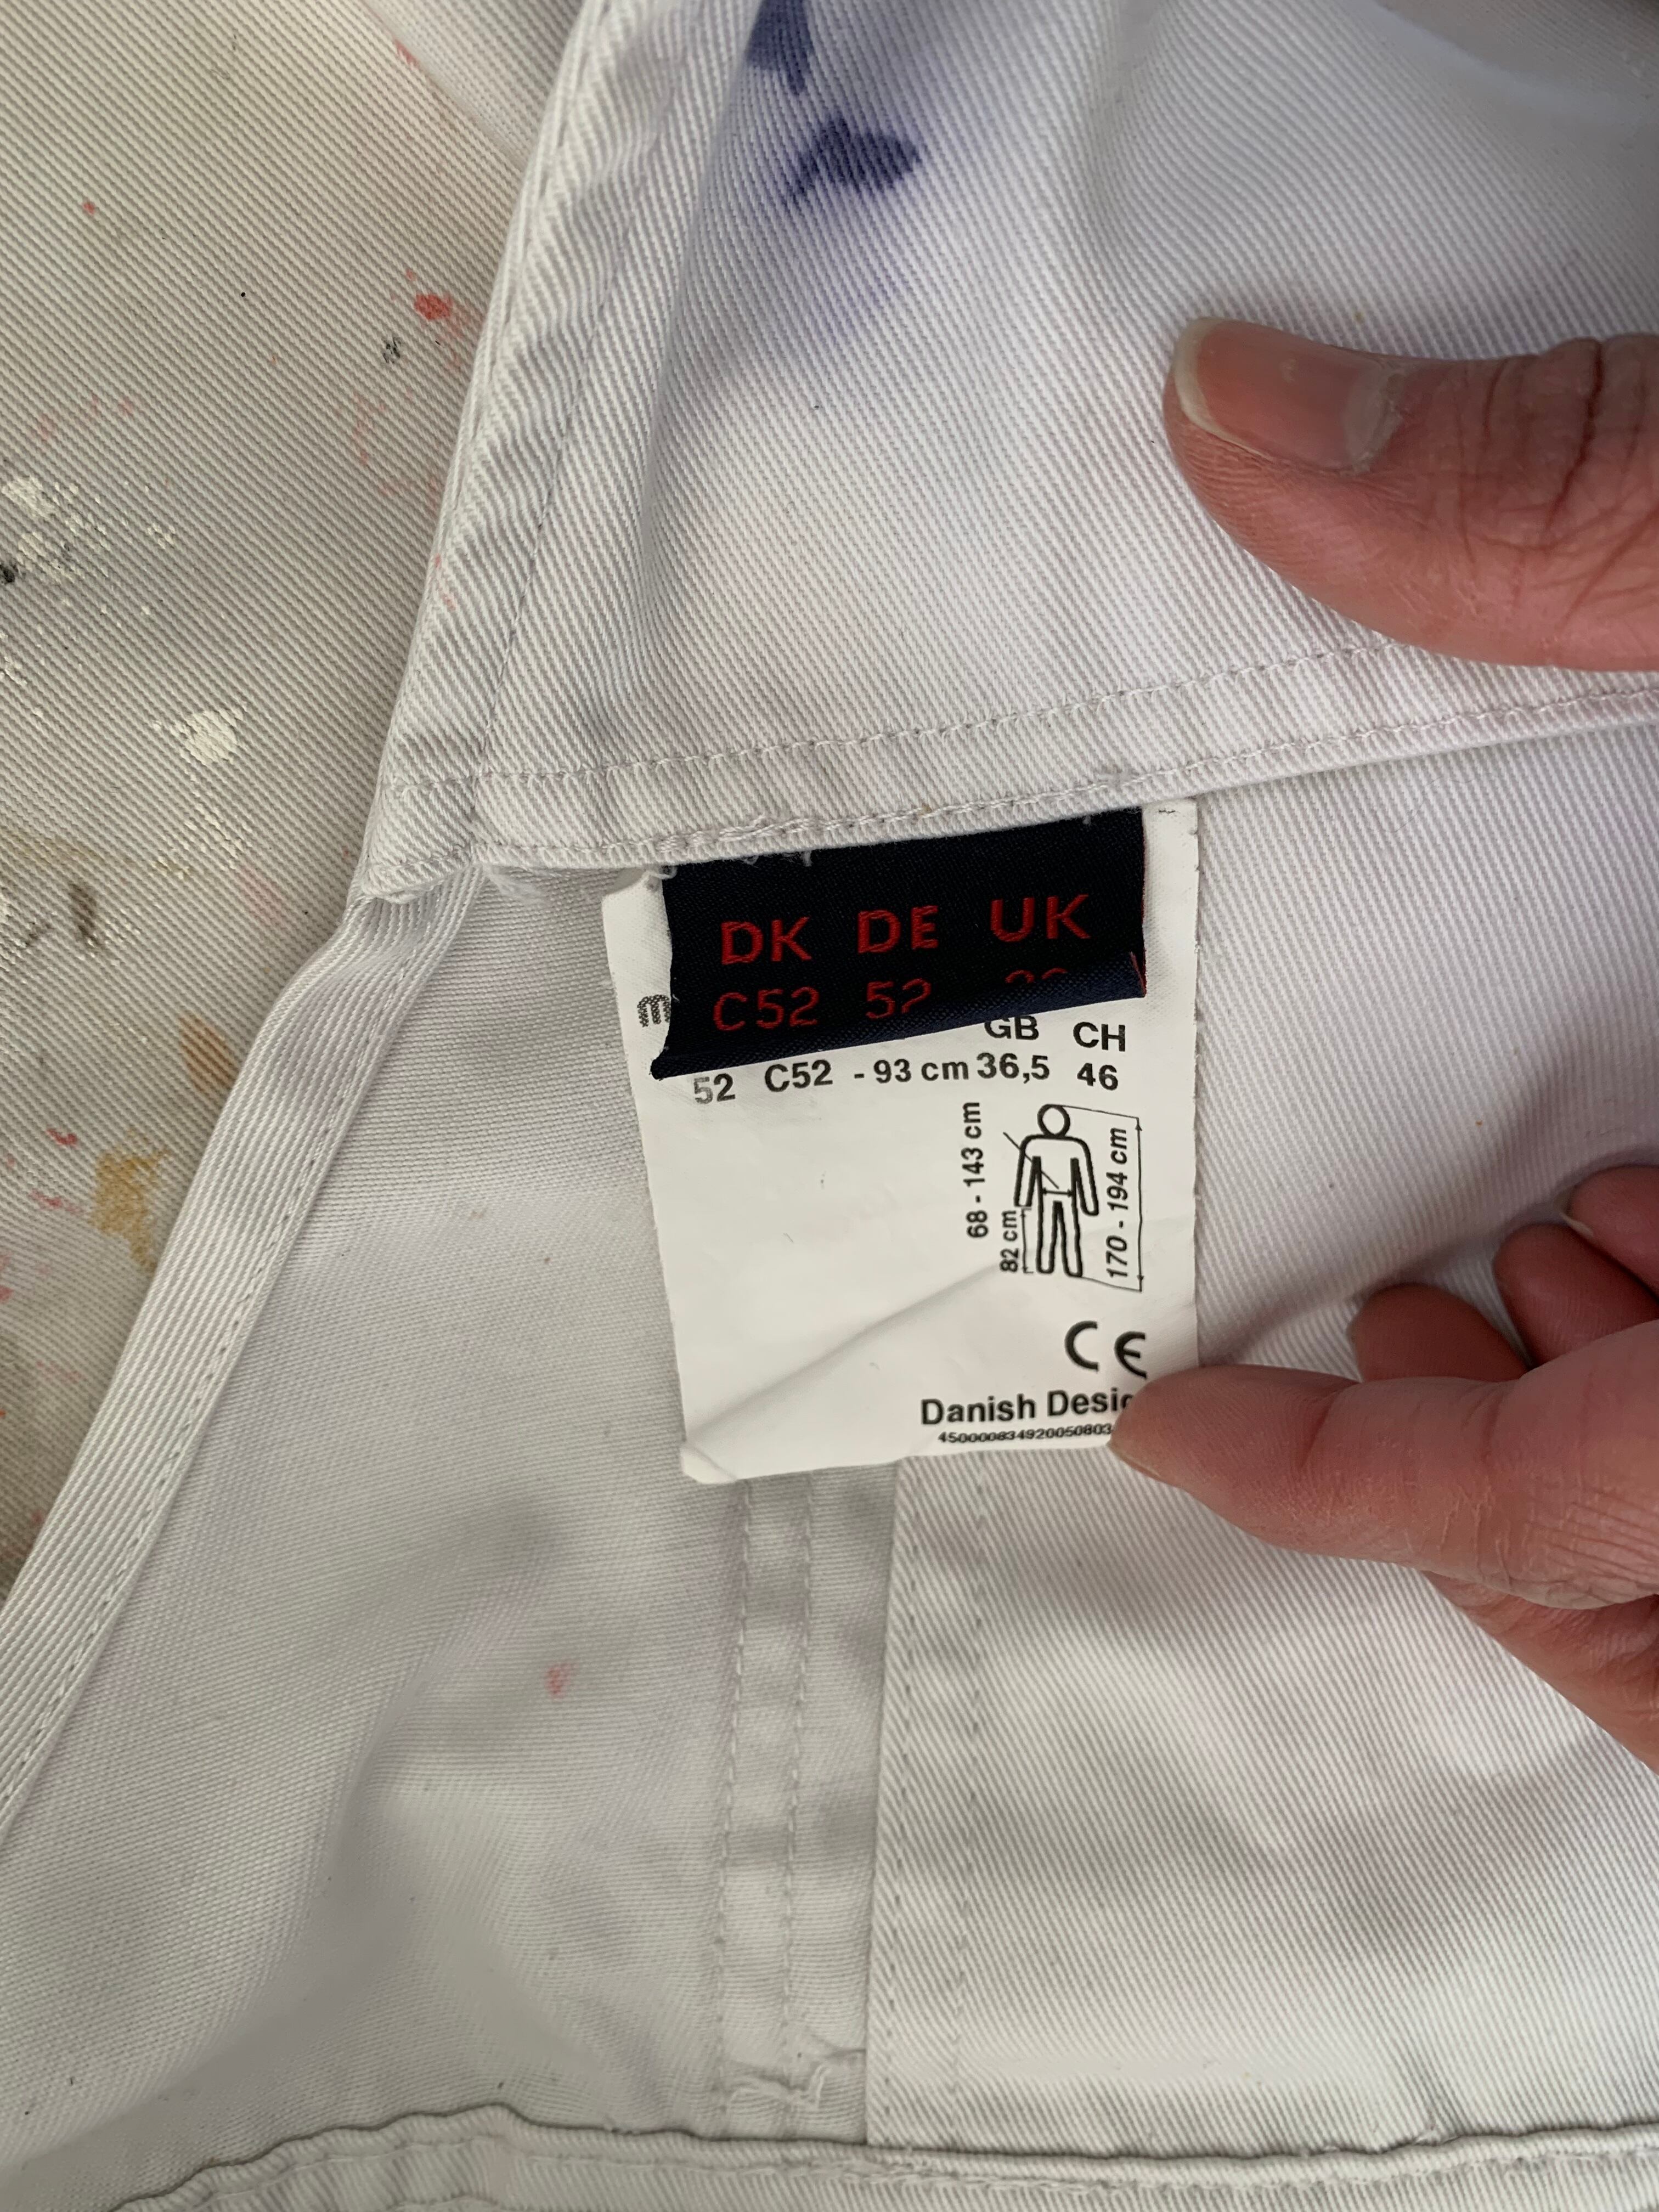 DK DE UK
C52 52
GB CH
52 C52 - 93 cm 36,5 46
68 - 143 cm
82 cm
170 - 194 cm
CE
Danish